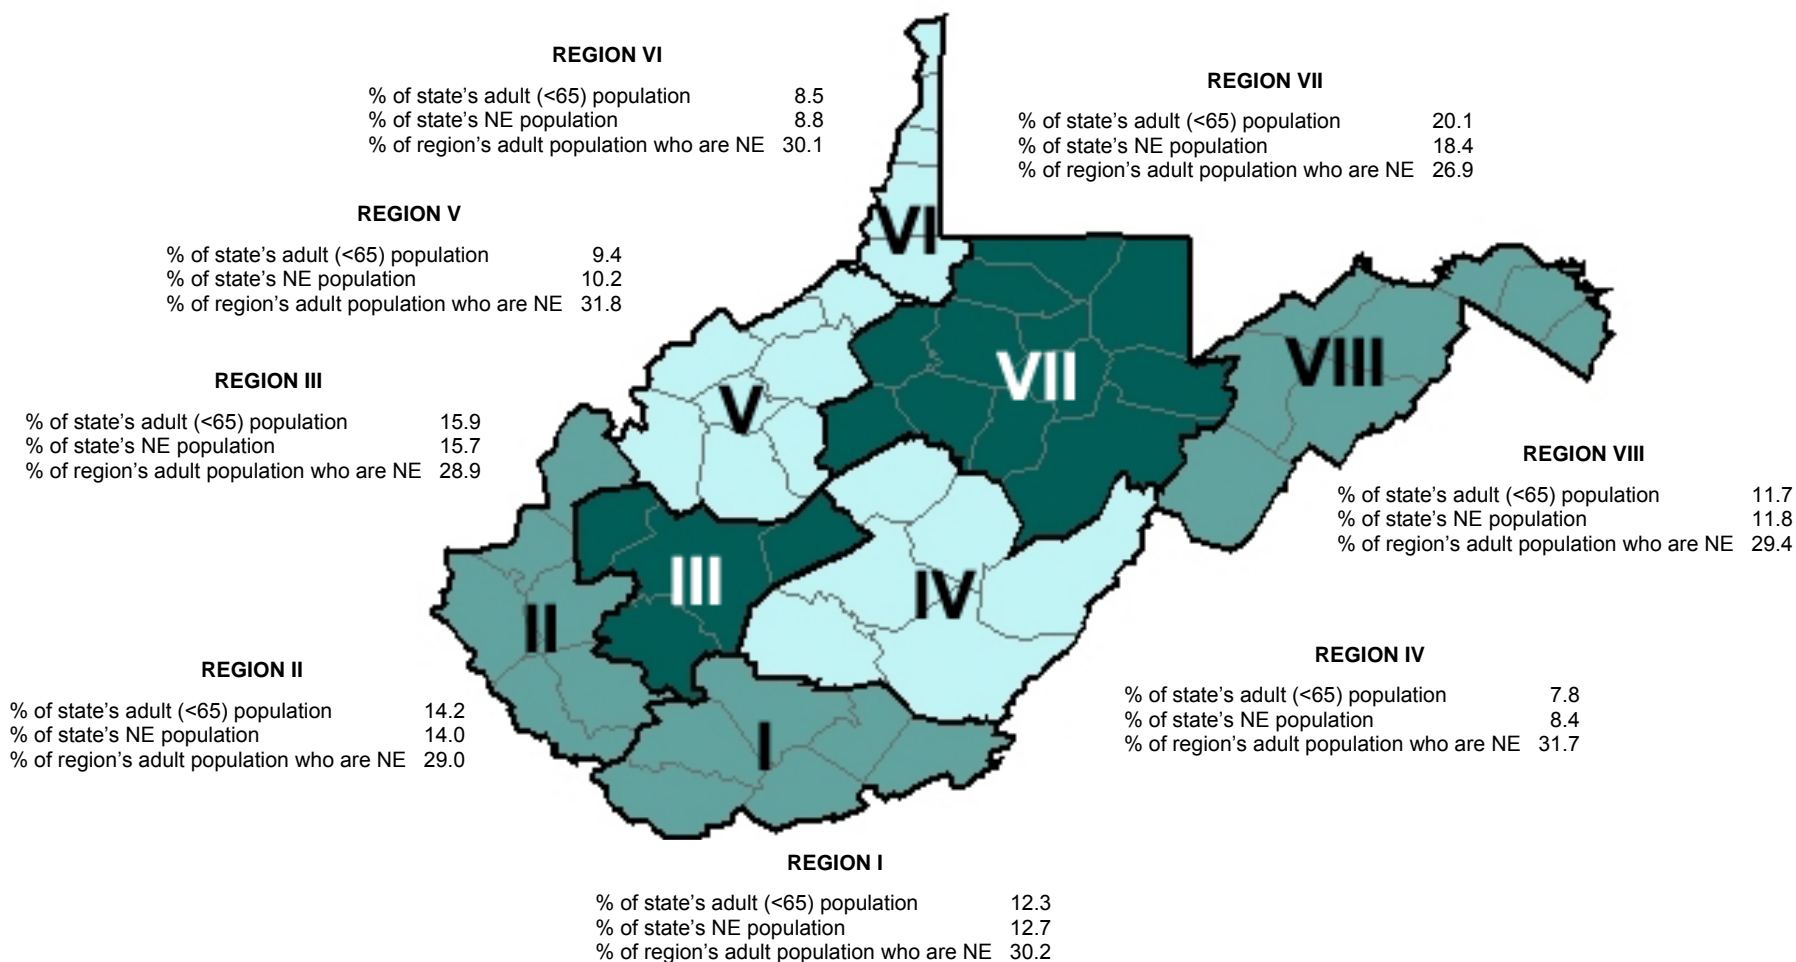 REGION VI
% of state’s adult (<65) population 8.5
% of state’s NE population 8.8
% of region’s adult population who are NE 30.1
REGION VII
% of state’s adult (<65) population 20.1
% of state’s NE population 18.4
% of region’s adult population who are NE 26.9
REGION V
% of state’s adult (<65) population 9.4
% of state’s NE population 10.2
% of region’s adult population who are NE 31.8
REGION III
% of state’s adult (<65) population 15.9
% of state’s NE population 15.7
% of region’s adult population who are NE 28.9
VI
VII
VIII
V
III
IV
II
I
REGION VIII
% of state’s adult (<65) population 11.7
% of state’s NE population 11.8
% of region’s adult population who are NE 29.4
REGION II
% of state’s adult (<65) population 14.2
% of state’s NE population 14.0
% of region’s adult population who are NE 29.0
REGION IV
% of state’s adult (<65) population 7.8
% of state’s NE population 8.4
% of region’s adult population who are NE 31.7
REGION I
% of state’s adult (<65) population 12.3
% of state’s NE population 12.7
% of region’s adult population who are NE 30.2